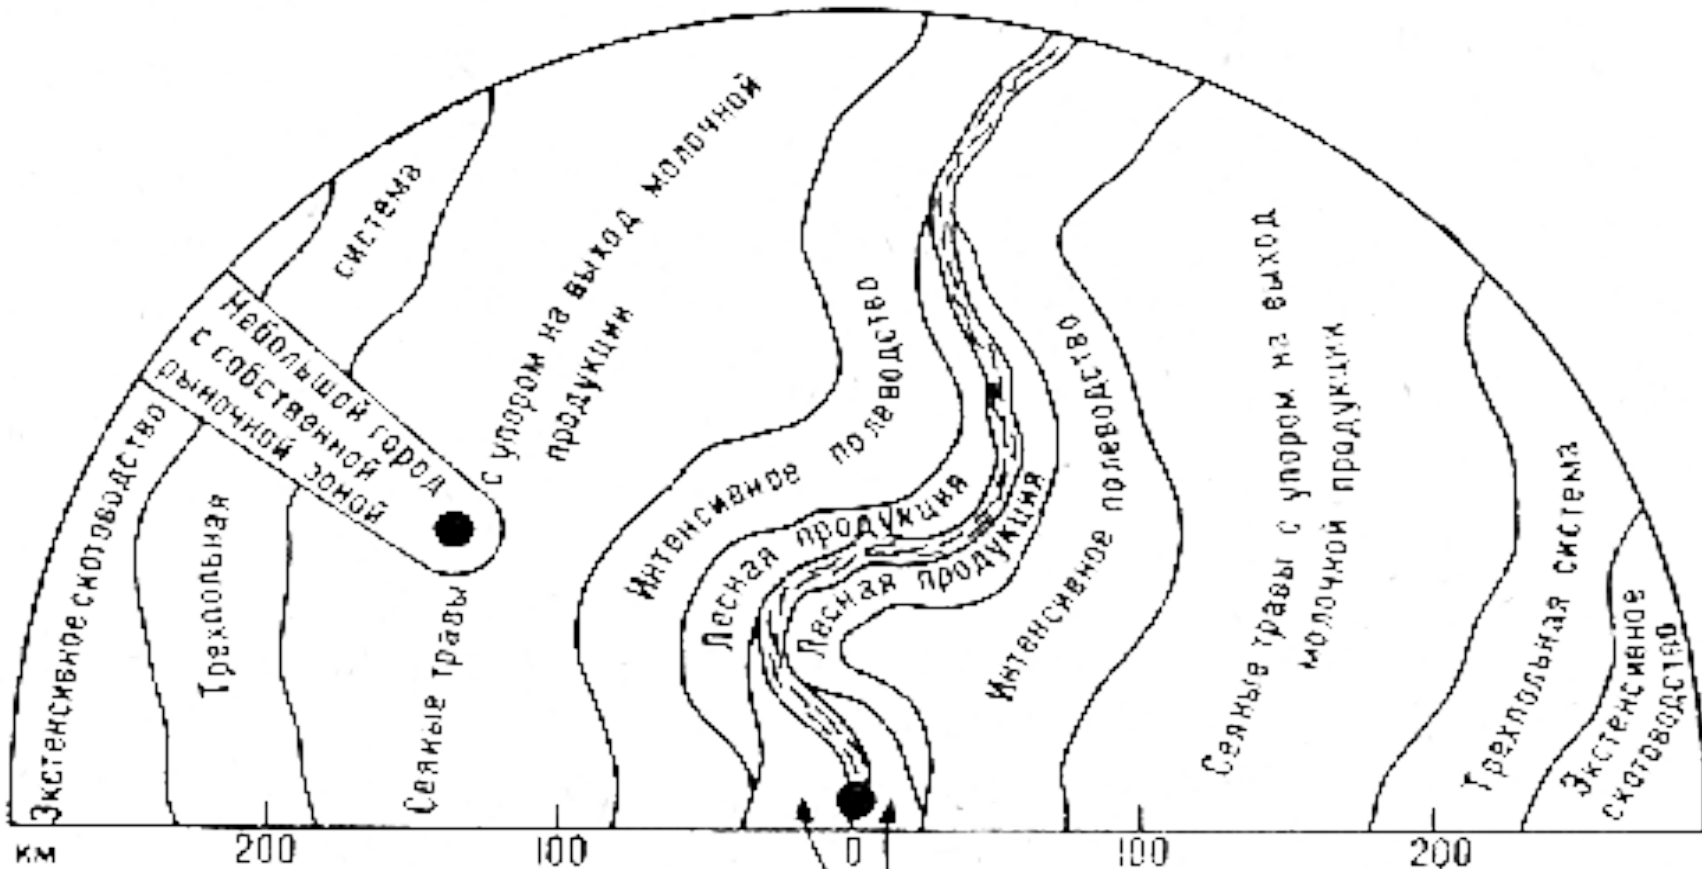 система
с упором на выход молочной
продукции
Небольшой город
с собственной
рыночной зоной
Экстенсивное скотоводство
Трехпольная
Сеяные травы
Интенсивное полеводство
Лесная продукция
Лесная продукция
Интенсивное полеводство
Сеяные травы с упором на выход
молочной продукции
Трехпольная система
Экстенсивное
скотоводство
км 200 100 0 100 200